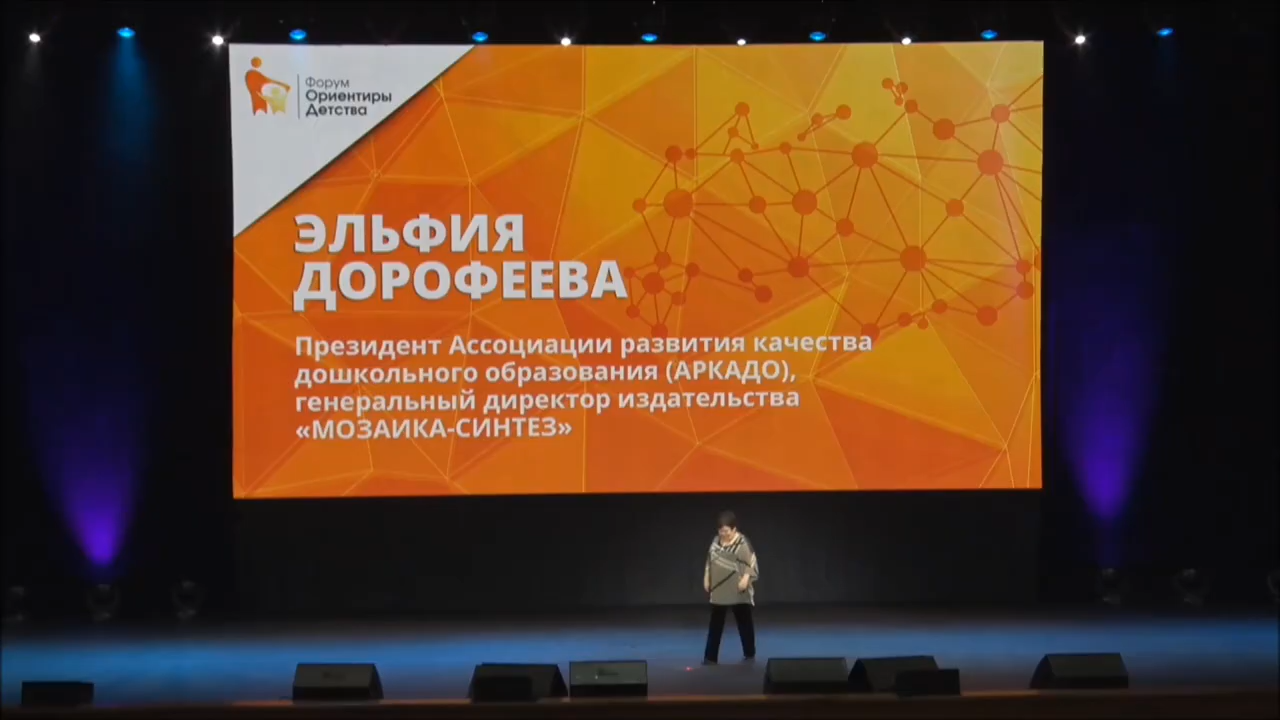 Форум
Ориентиры
Детства
ЭЛЬФИЯ
ДОРОФЕЕВА
Президент Ассоциации развития качества
дошкольного образования (АРКАДО),
генеральный директор издательства
«МОЗАИКА-СИНТЕЗ»